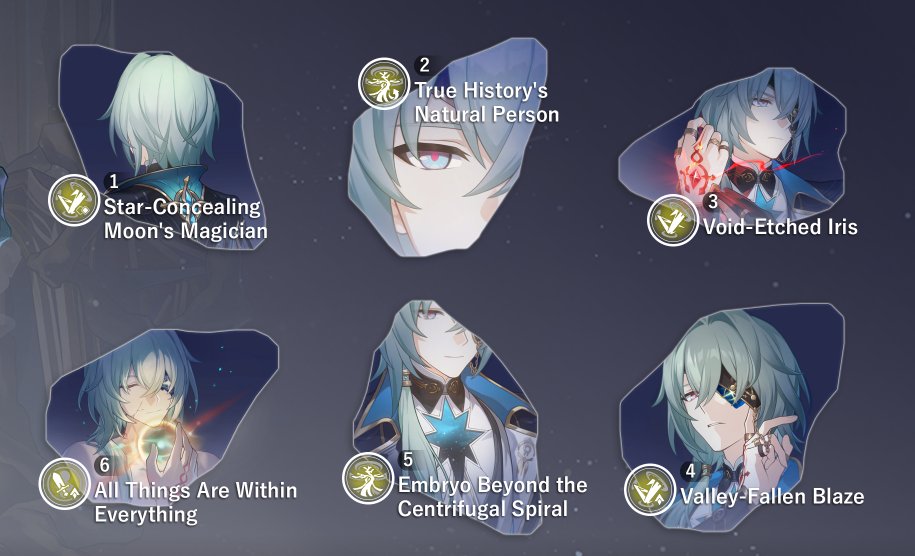 1
Star-Concealing
Moon's Magician
2
True History's
Natural Person
3
Void-Etched Iris
4
Valley-Fallen Blaze
5
Embryo Beyond the
Centrifugal Spiral
6
All Things Are Within
Everything